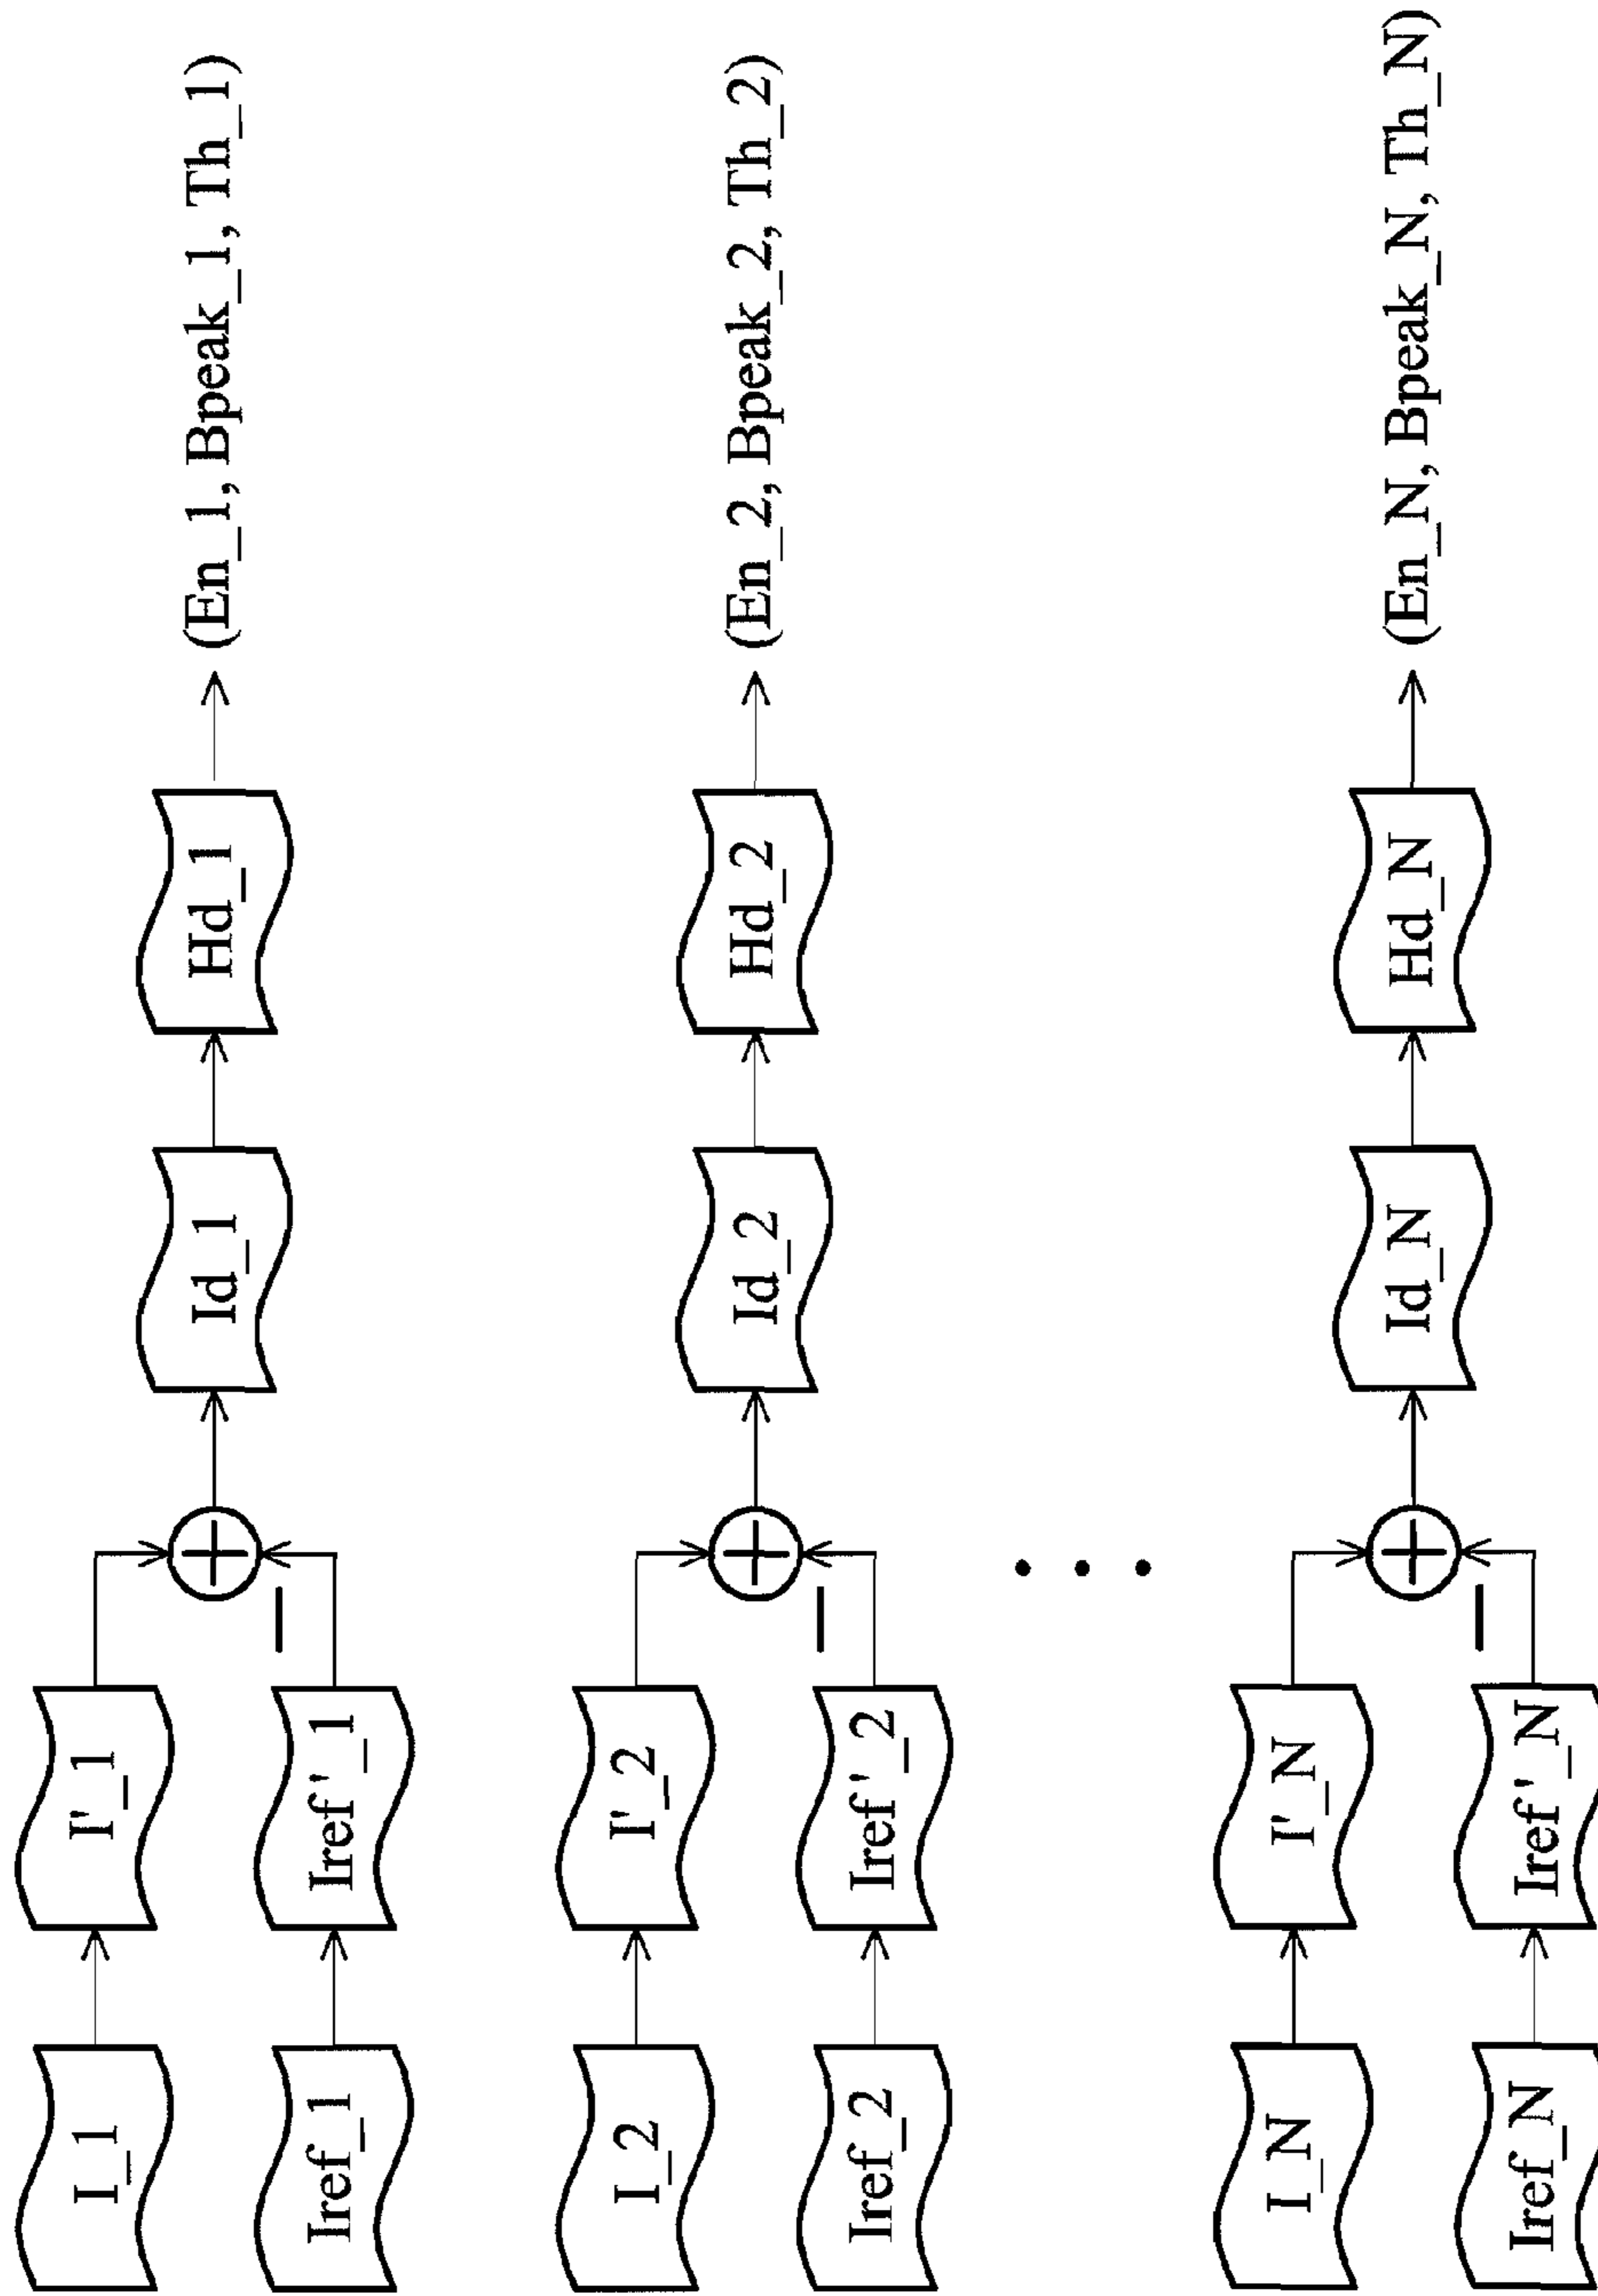 I_1
I'_1
Iref_1
Iref'_1
+
−
Id_1
Hd_1
(En_1, Bpeak_1, Th_1)
I_2
I'_2
Iref_2
Iref'_2
+
−
Id_2
Hd_2
(En_2, Bpeak_2, Th_2)
. . .
I_N
I'_N
Iref_N
Iref'_N
+
−
Id_N
Hd_N
(En_N, Bpeak_N, Th_N)